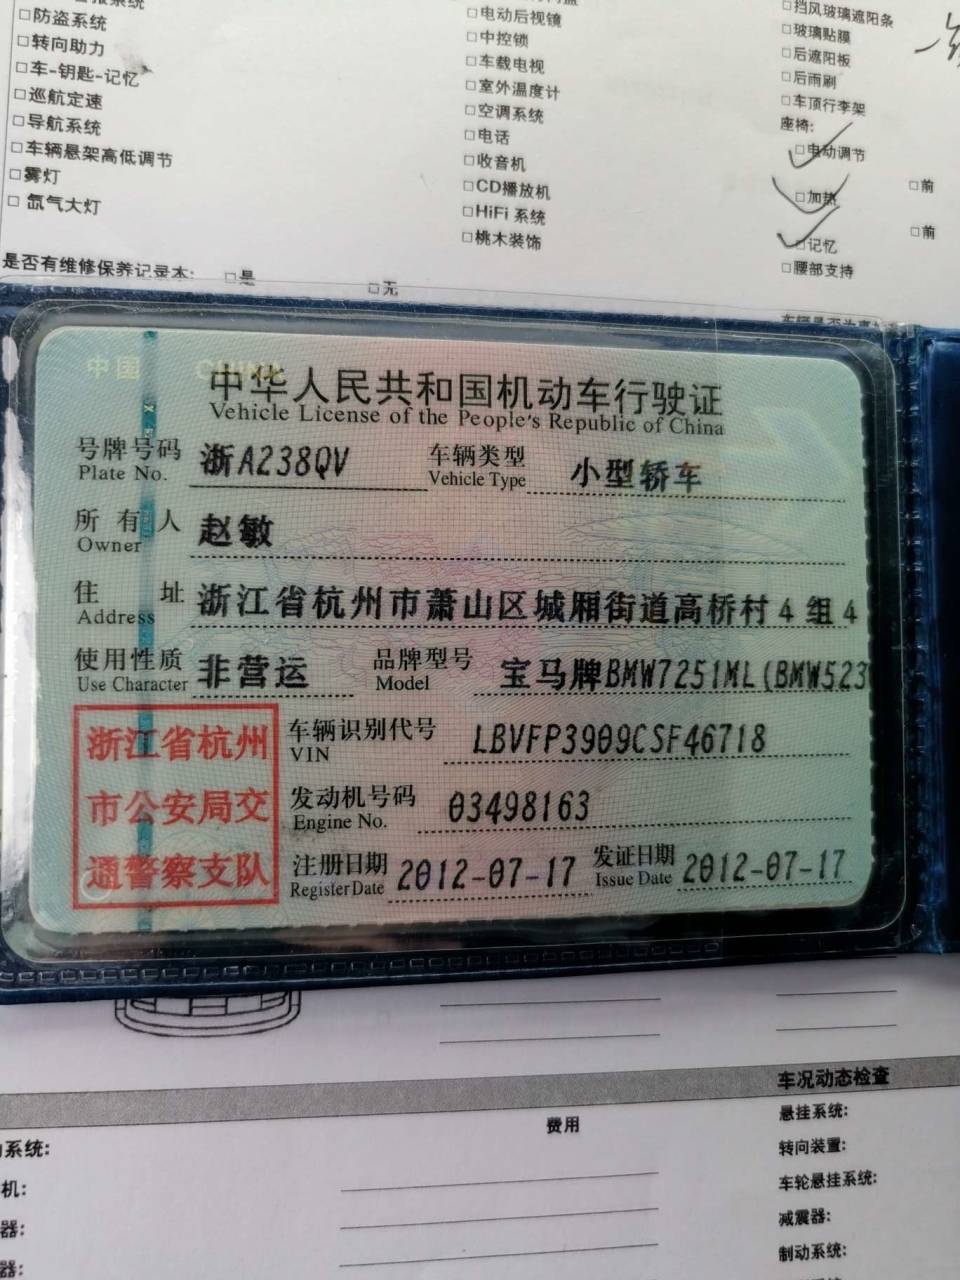 □防盗系统
□转向助力
□车-钥匙-记忆
□巡航定速
□导航系统
□车辆悬架高低调节
□雾灯
□ 氙气大灯
是否有维修保养记录本: □是 □无
□电动后视镜
□中控锁
□车载电视
□室外温度计
□空调系统
□电话
□收音机
□CD播放机
□HiFi 系统
□桃木装饰
□挡风玻璃遮阳条
□玻璃贴膜
□后遮阳板
□后雨刷
□车顶行李架
座椅:
□电动调节
□加热 □前
□记忆 □前
□腰部支持
中国 CHINA
中华人民共和国机动车行驶证
Vehicle License of the People's Republic of China
号牌号码 浙A238QV 车辆类型 小型轿车
Plate No. Vehicle Type
所有人 赵敏
Owner
住址 浙江省杭州市萧山区城厢街道高桥村4组4
Address
使用性质 非营运 品牌型号 宝马牌BMW7251ML(BMW523
Use Character Model
浙江省杭州
市公安局交
通警察支队
车辆识别代号 LBVFP3909CSF46718
VIN
发动机号码 03498163
Engine No.
注册日期 2012-07-17 发证日期 2012-07-17
Register Date Issue Date
车况动态检查
费用
系统:
机:
器:
器:
悬挂系统:
转向装置:
车轮悬挂系统:
减震器:
制动系统: